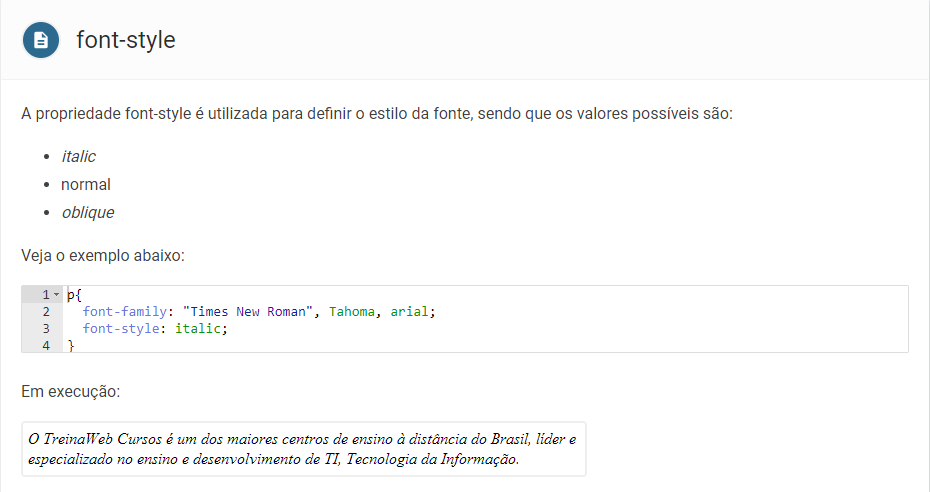 font-style
A propriedade font-style é utilizada para definir o estilo da fonte, sendo que os valores possíveis são:
• italic
• normal
• oblique
Veja o exemplo abaixo:
1 p{
2 font-family: "Times New Roman", Tahoma, arial;
3 font-style: italic;
4 }
Em execução:
O TreinaWeb Cursos é um dos maiores centros de ensino à distância do Brasil, líder e
especializado no ensino e desenvolvimento de TI, Tecnologia da Informação.